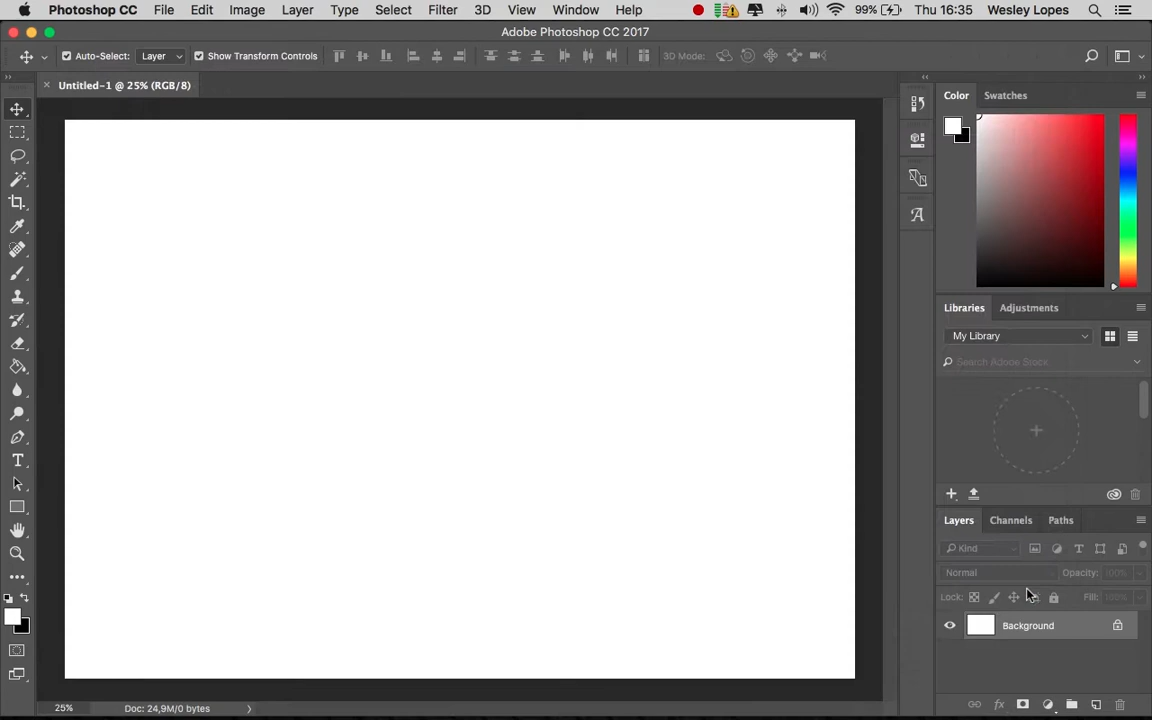 Photoshop CC File Edit Image Layer Type Select Filter 3D View Window Help 99% Thu 16:35 Wesley Lopes
Adobe Photoshop CC 2017
Auto-Select: Layer Show Transform Controls 3D Mode:
× Untitled-1 @ 25% (RGB/8)
Color Swatches
Libraries Adjustments
My Library
Search Adobe Stock
Layers Channels Paths
Kind
Normal Opacity: 100%
Lock: Fill: 100%
Background
25% Doc: 24,9M/0 bytes